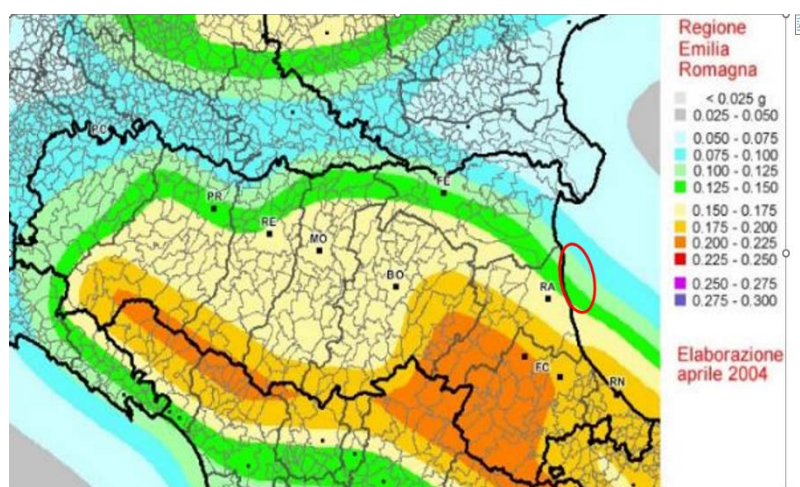 Regione
Emilia
Romagna
< 0.025 g
0.025 - 0.050
0.050 - 0.075
0.075 - 0.100
0.100 - 0.125
0.125 - 0.150
0.150 - 0.175
0.175 - 0.200
0.200 - 0.225
0.225 - 0.250
0.250 - 0.275
0.275 - 0.300
Elaborazione
aprile 2004
PC
PR
FE
RE
MO
BO
RA
FC
RN